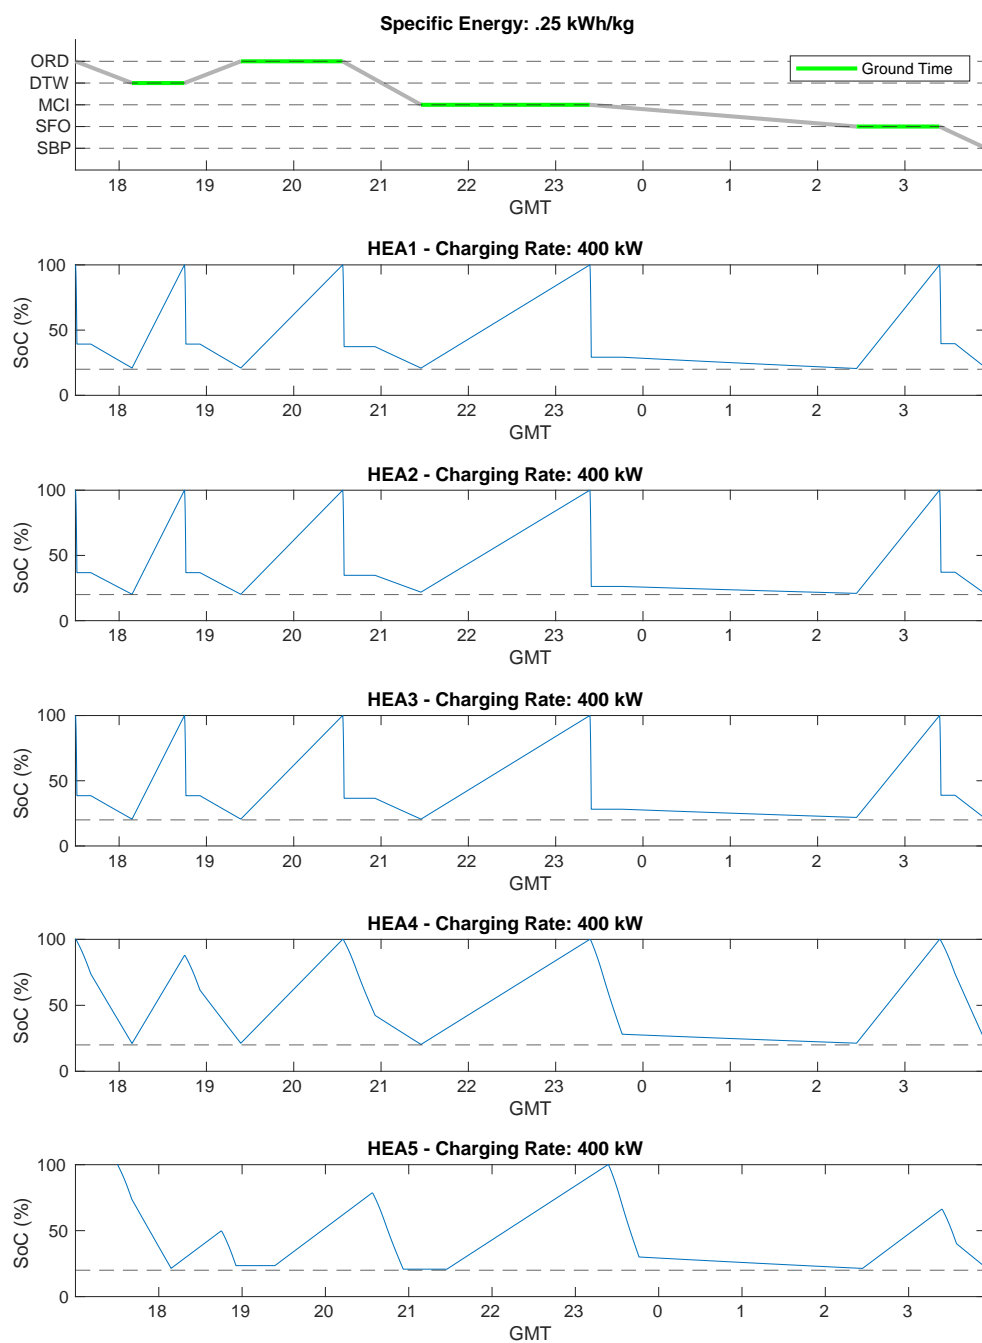 Specific Energy: .25 kWh/kg
ORD
DTW
MCI
SFO
SBP
Ground Time
18 19 20 21 22 23 0 1 2 3
GMT
HEA1 - Charging Rate: 400 kW
SoC (%)
100
50
0
18 19 20 21 22 23 0 1 2 3
GMT
HEA2 - Charging Rate: 400 kW
SoC (%)
100
50
0
18 19 20 21 22 23 0 1 2 3
GMT
HEA3 - Charging Rate: 400 kW
SoC (%)
100
50
0
18 19 20 21 22 23 0 1 2 3
GMT
HEA4 - Charging Rate: 400 kW
SoC (%)
100
50
0
18 19 20 21 22 23 0 1 2 3
GMT
HEA5 - Charging Rate: 400 kW
SoC (%)
100
50
0
18 19 20 21 22 23 0 1 2 3
GMT